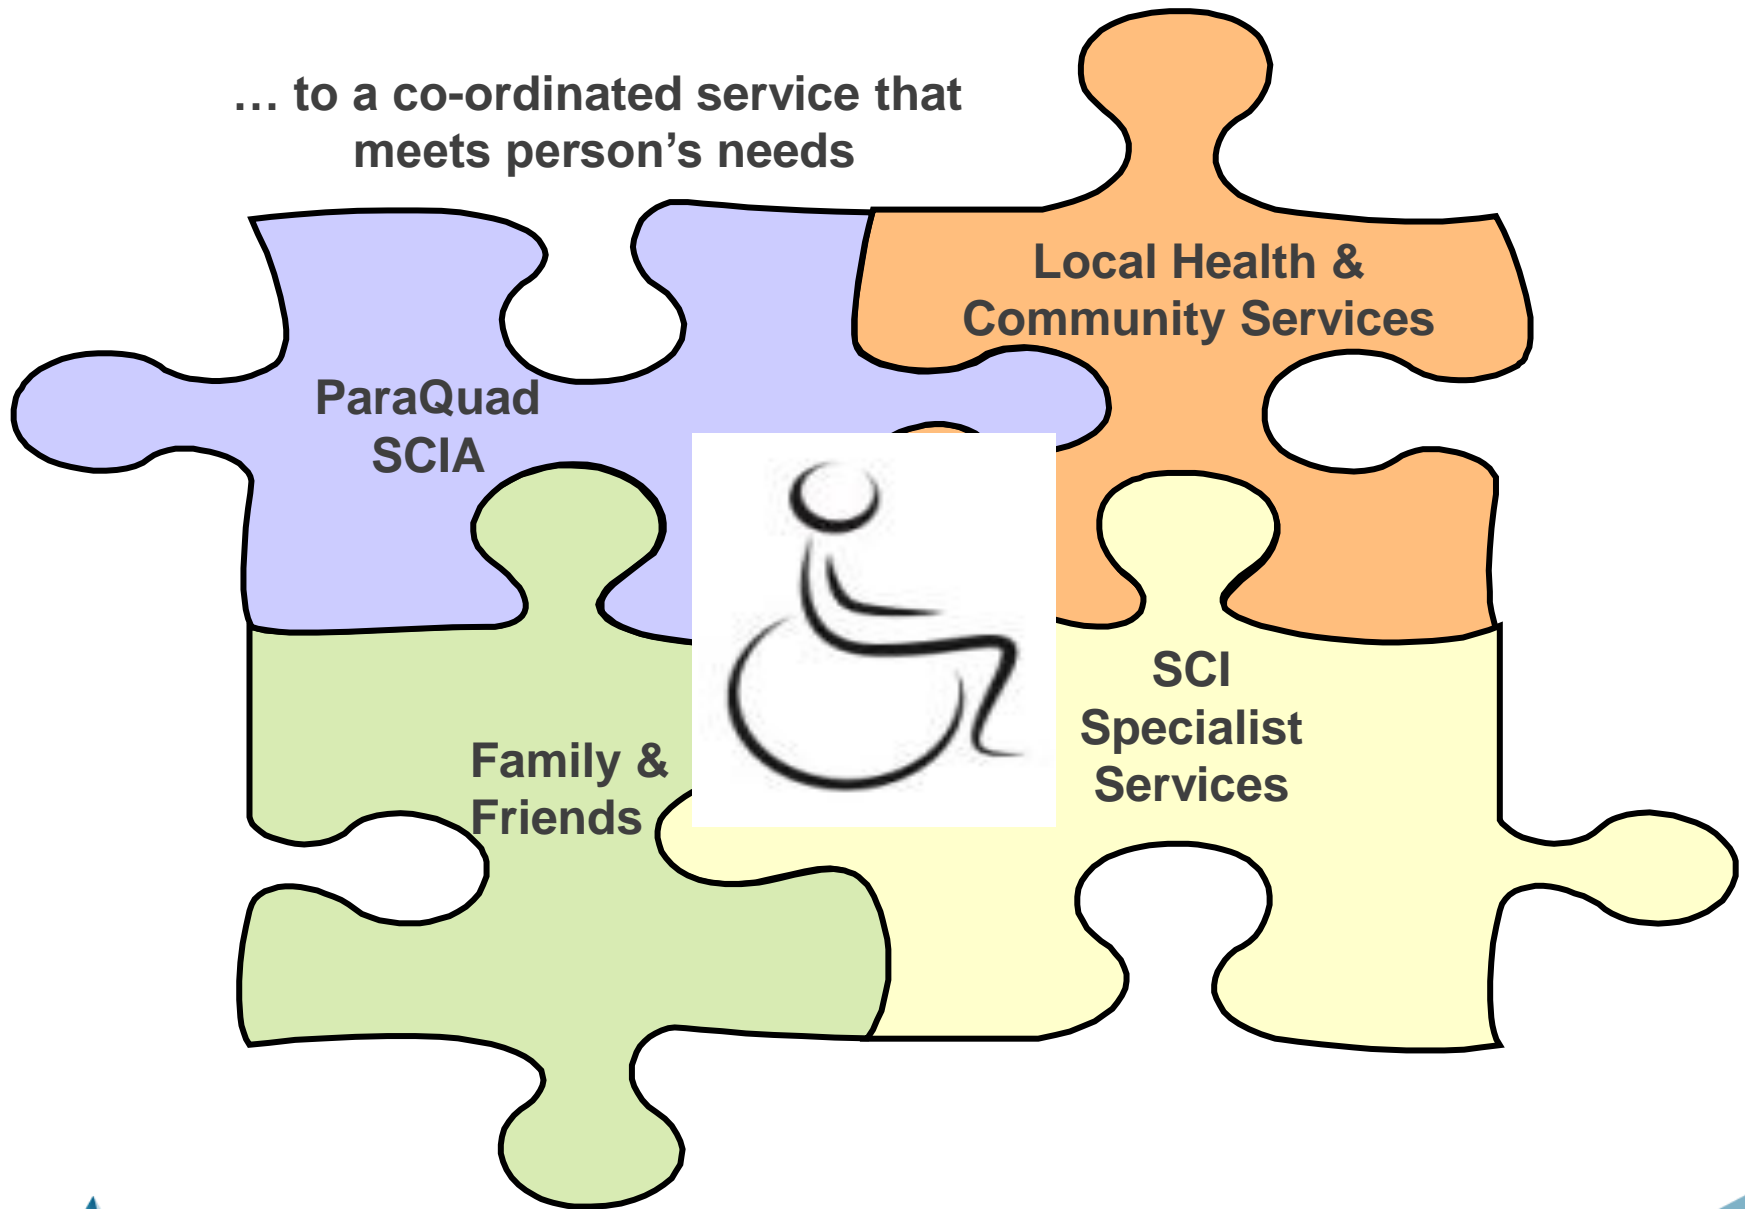 … to a co-ordinated service that
meets person’s needs
Local Health &
Community Services
ParaQuad
SCIA
SCI
Specialist
Services
Family &
Friends